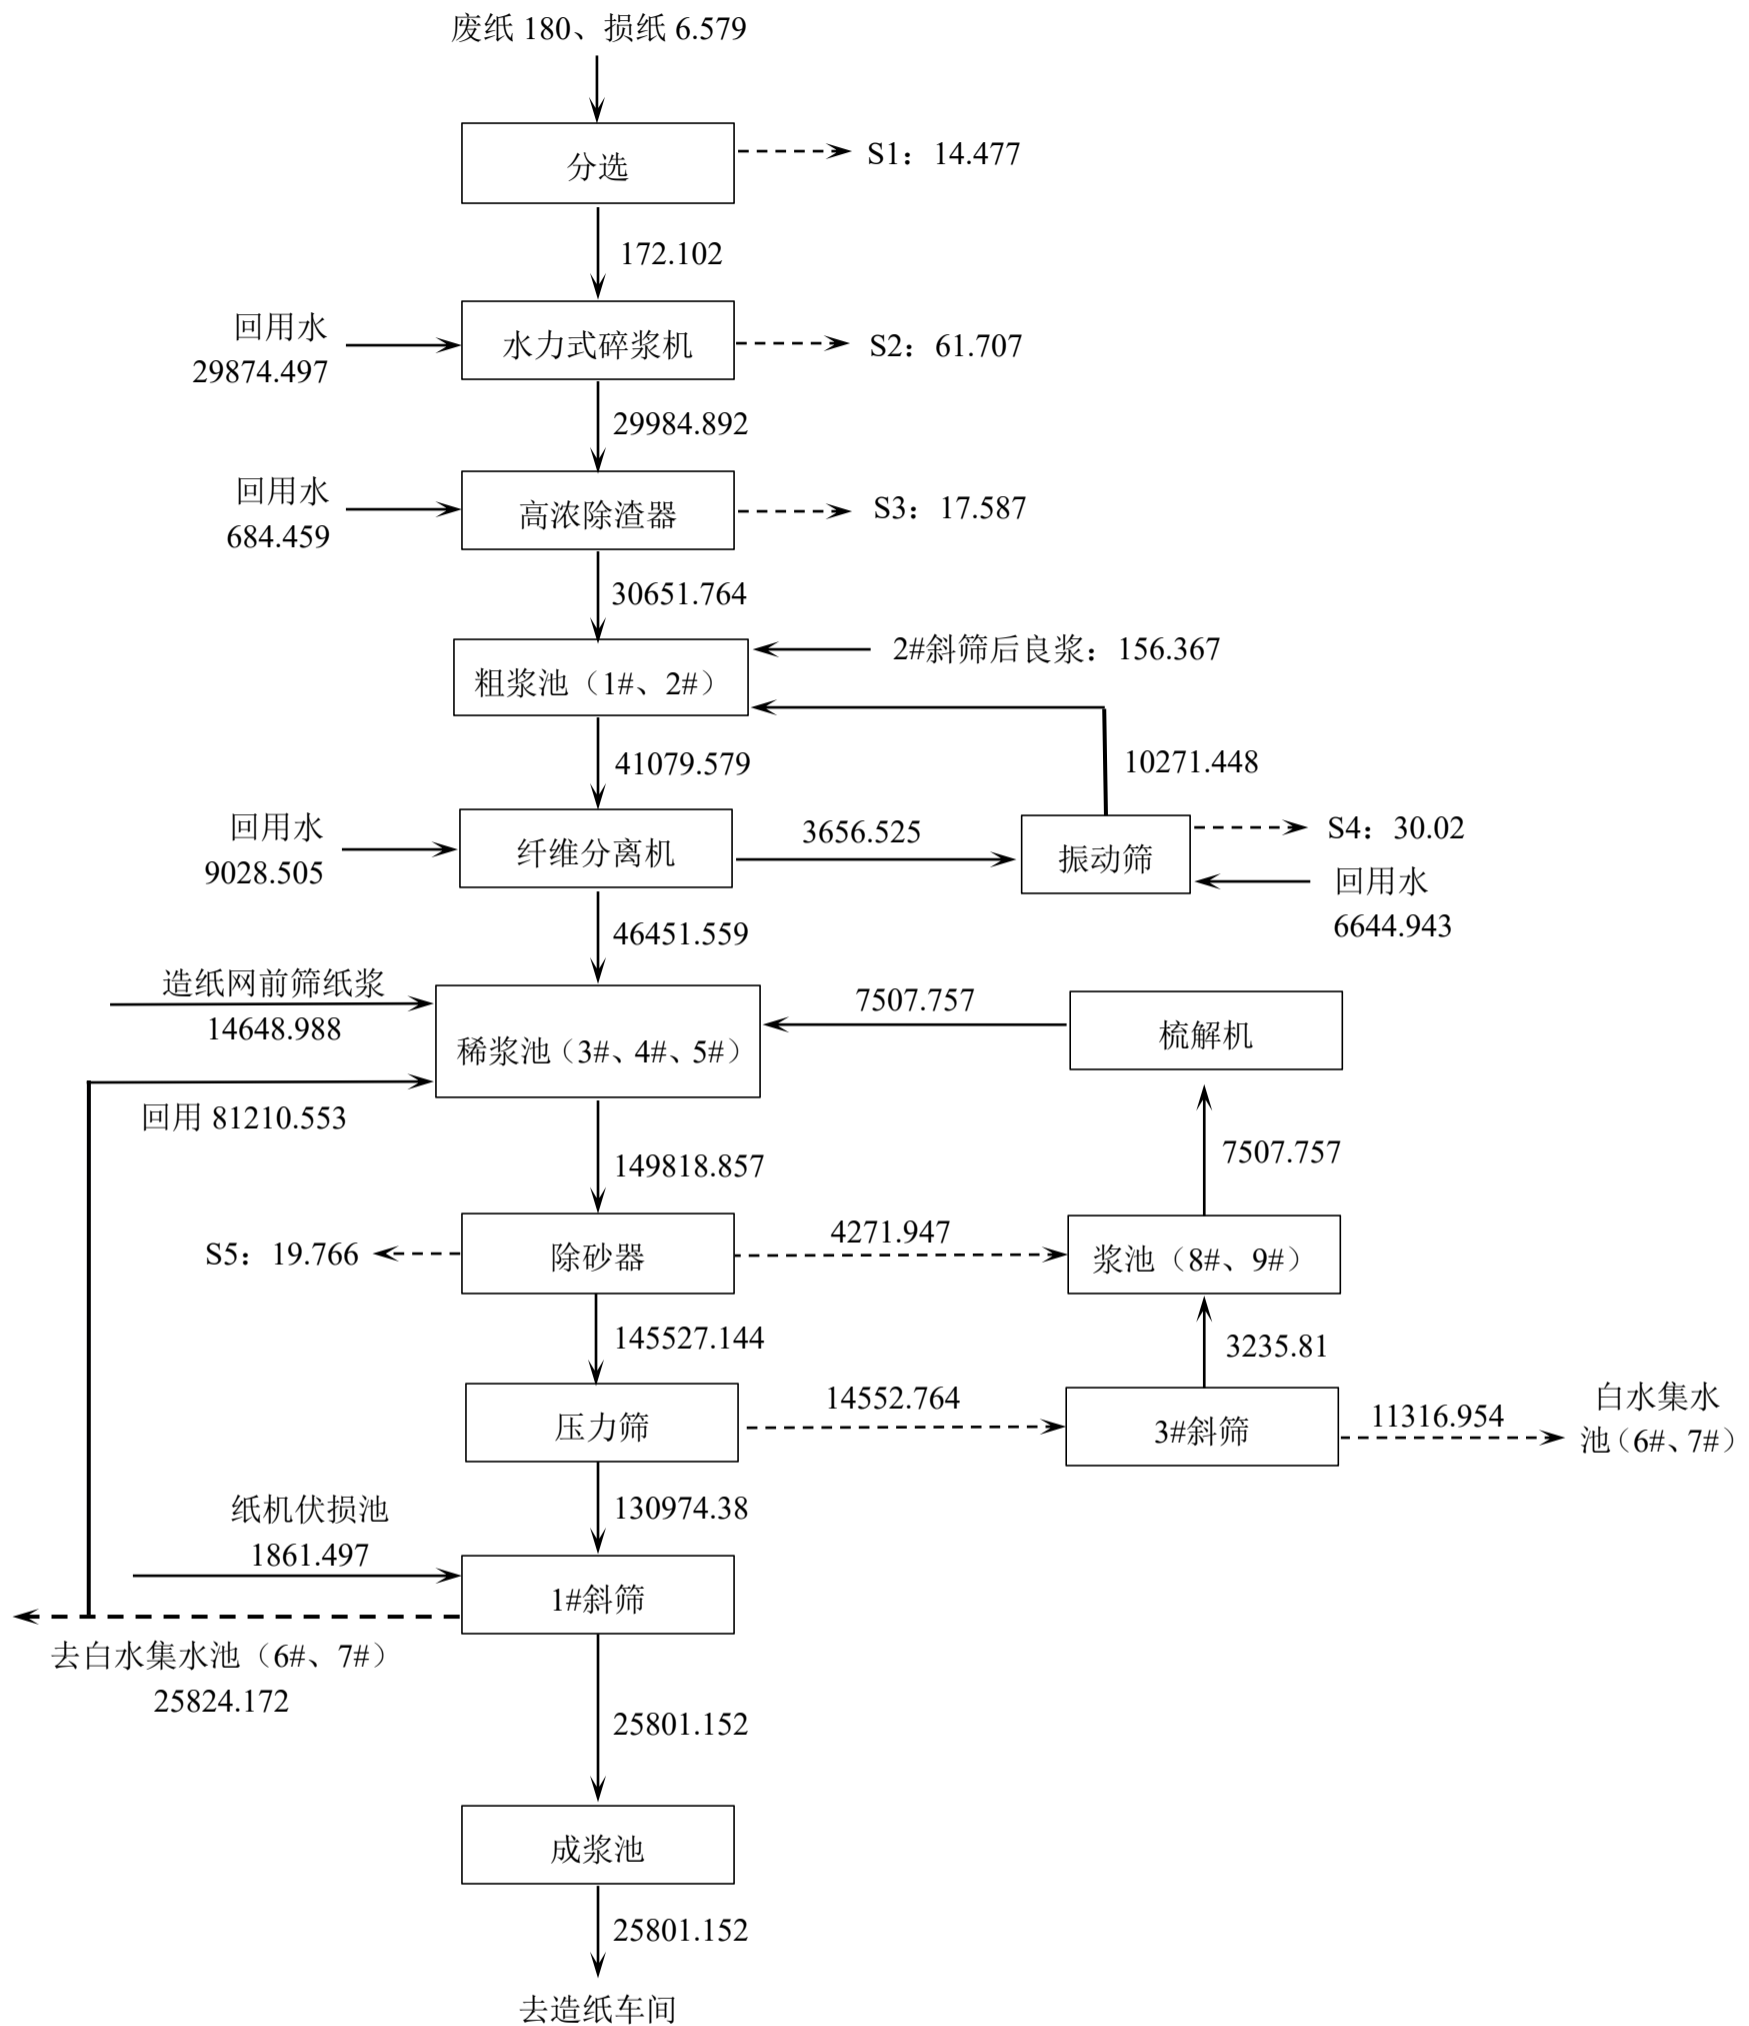 废纸 180、损纸 6.579
分选
S1：14.477
172.102
回用水
29874.497
水力式碎浆机
S2：61.707
29984.892
回用水
684.459
高浓除渣器
S3：17.587
30651.764
粗浆池（1#、2#）
2#斜筛后良浆：156.367
10271.448
41079.579
回用水
9028.505
纤维分离机
3656.525
振动筛
S4：30.02
回用水
6644.943
46451.559
造纸网前筛纸浆
14648.988
稀浆池（3#、4#、5#）
7507.757
梳解机
回用 81210.553
149818.857
7507.757
S5：19.766
除砂器
4271.947
浆池（8#、9#）
145527.144
3235.81
压力筛
14552.764
3#斜筛
11316.954
白水集水
池（6#、7#）
130974.38
纸机伏损池
1861.497
1#斜筛
去白水集水池（6#、7#）
25824.172
25801.152
成浆池
25801.152
去造纸车间